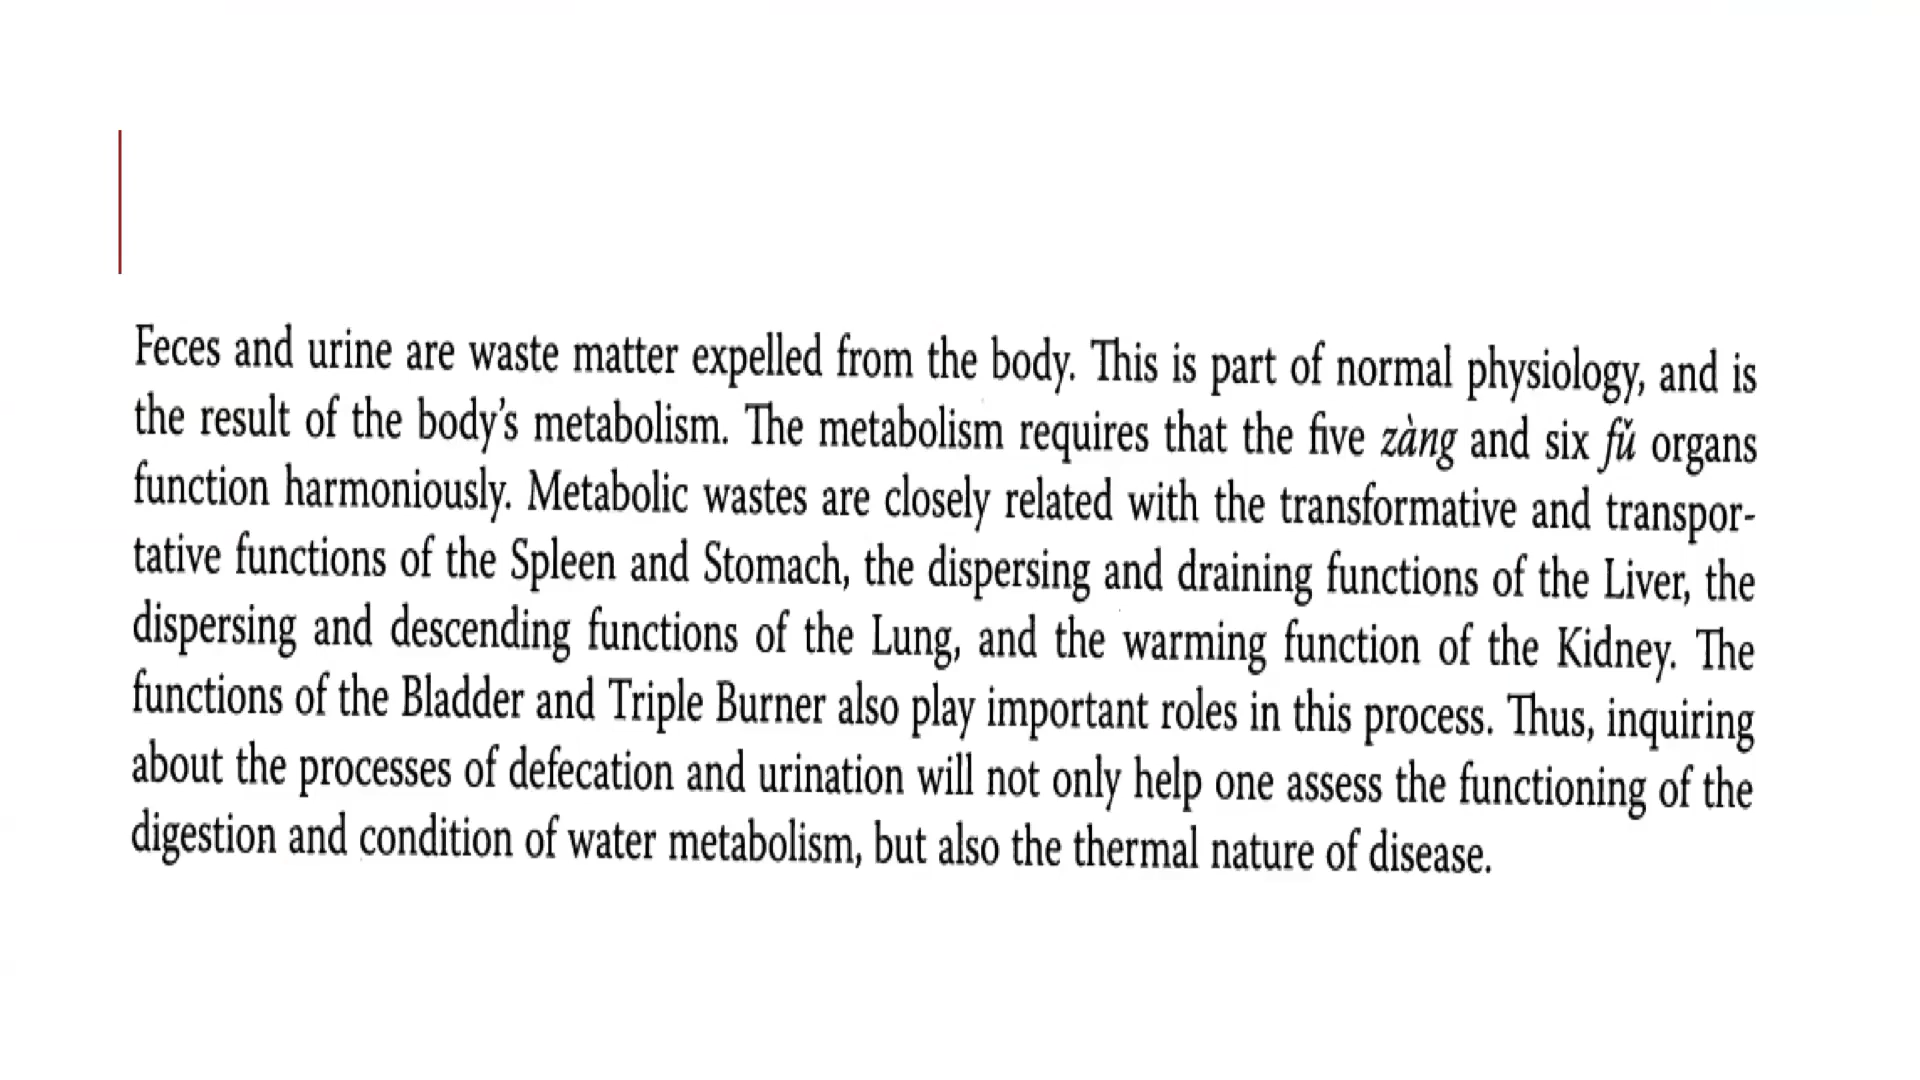 Feces and urine are waste matter expelled from the body. This is part of normal physiology, and is
the result of the body’s metabolism. The metabolism requires that the five zàng and six fŭ organs
function harmoniously. Metabolic wastes are closely related with the transformative and transpor-
tative functions of the Spleen and Stomach, the dispersing and draining functions of the Liver, the
dispersing and descending functions of the Lung, and the warming function of the Kidney. The
functions of the Bladder and Triple Burner also play important roles in this process. Thus, inquiring
about the processes of defecation and urination will not only help one assess the functioning of the
digestion and condition of water metabolism, but also the thermal nature of disease.